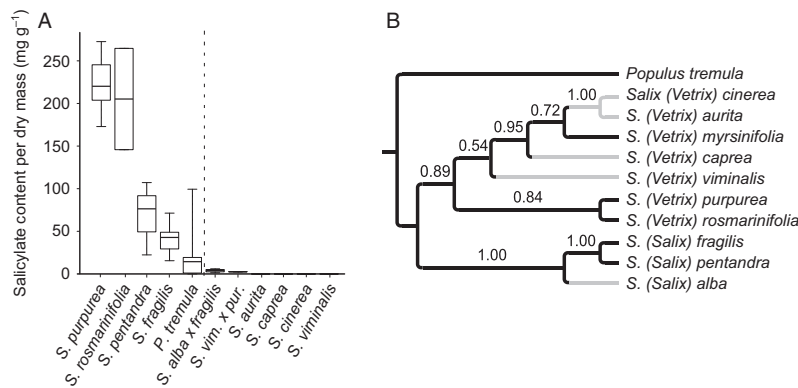 A
Salicylate content per dry mass (mg g⁻¹)
250
200
150
100
50
0
S. purpurea
S. rosmarinifolia
S. pentandra
S. fragilis
P. tremula
S. alba x fragilis
S. vim. x pur.
S. aurita
S. caprea
S. cinerea
S. viminalis
B
Populus tremula
1.00
Salix (Vetrix) cinerea
S. (Vetrix) aurita
0.72
S. (Vetrix) myrsinifolia
0.95
S. (Vetrix) caprea
0.54
S. (Vetrix) viminalis
0.89
0.84
S. (Vetrix) purpurea
S. (Vetrix) rosmarinifolia
1.00
1.00
S. (Salix) fragilis
S. (Salix) pentandra
S. (Salix) alba